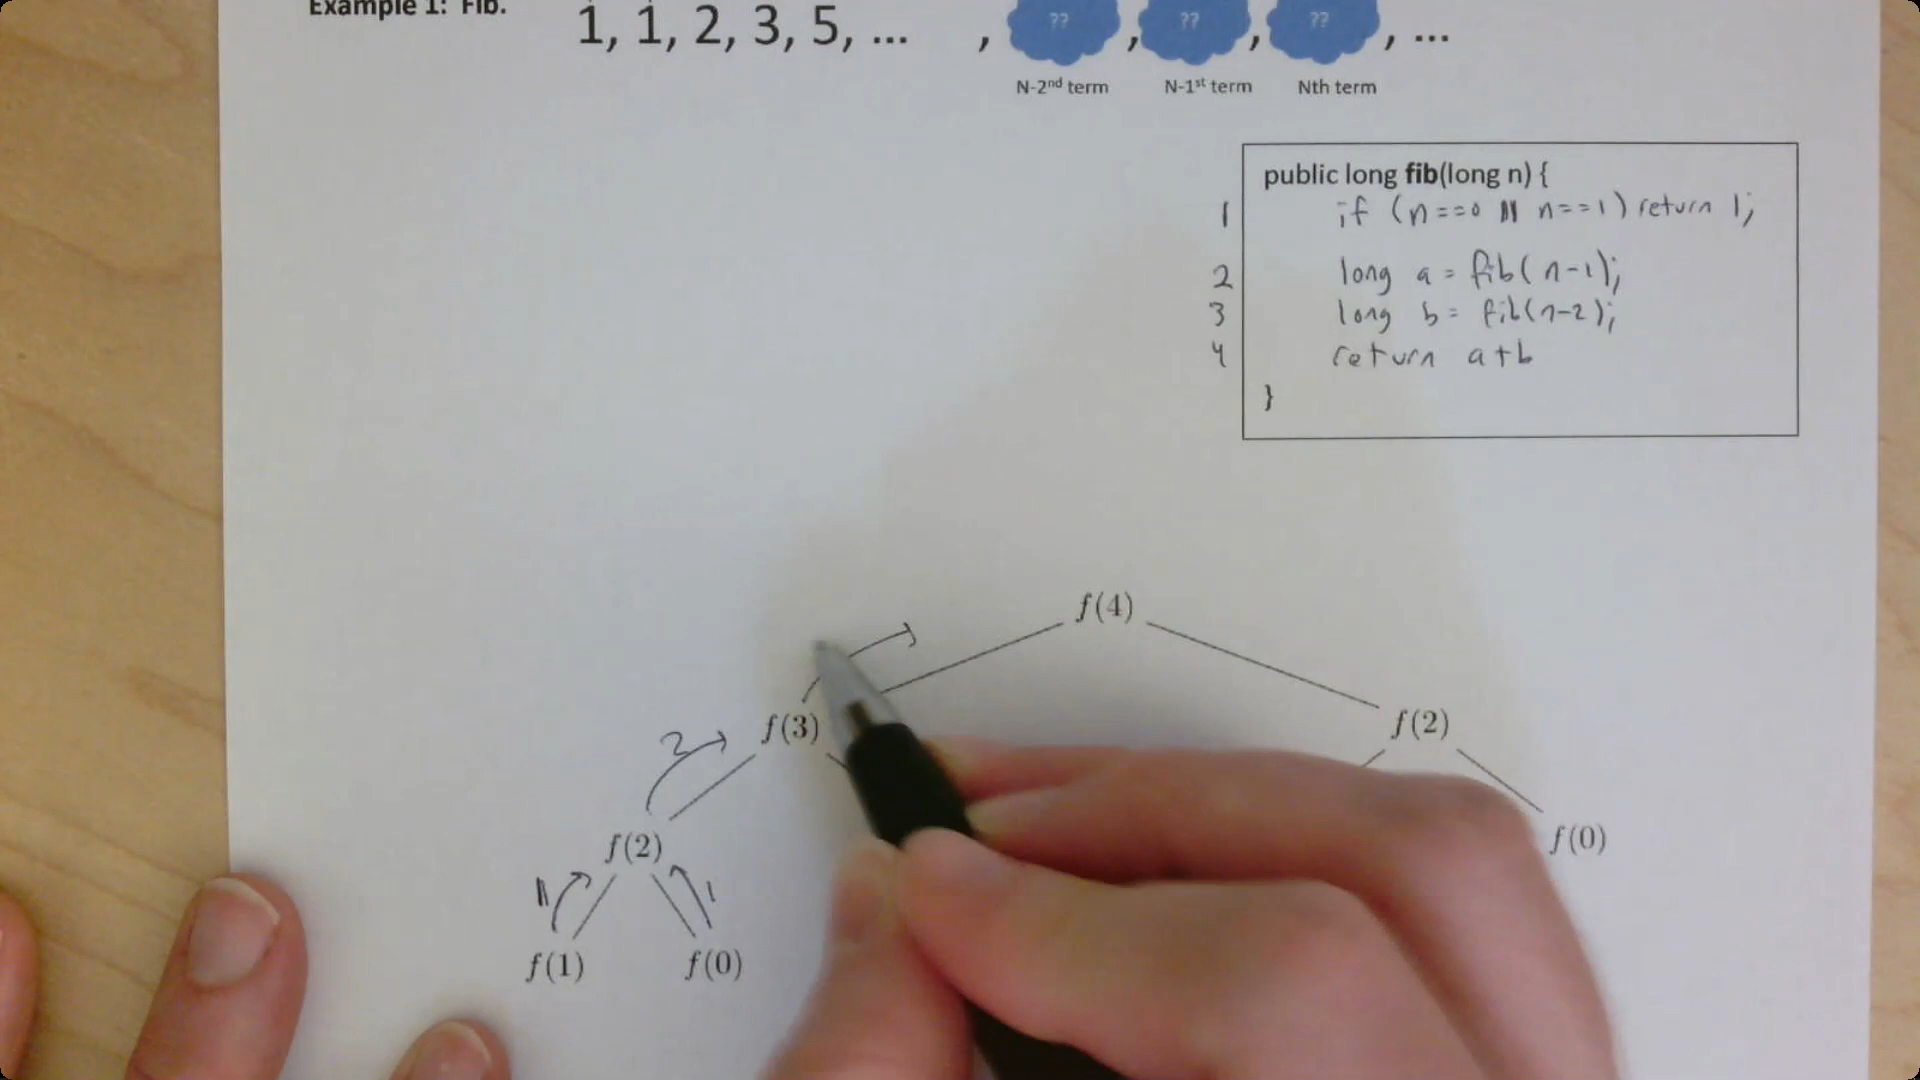 Example 1: Fib.
1, 1, 2, 3, 5, ... , ?? , ?? , ?? , ...
N-2nd term N-1st term Nth term
public long fib(long n) {
1 if (n==0 || n==1) return 1;
2 long a = fib(n-1);
3 long b = fib(n-2);
4 return a+b
}
f(4)
f(3) f(2)
2
f(2) f(0)
1 1
f(1) f(0)